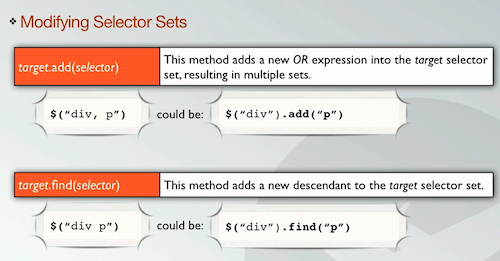 ❖ Modifying Selector Sets
target.add(selector)
This method adds a new OR expression into the target selector
set, resulting in multiple sets.
$(“div, p”) could be: $(“div”).add(“p”)
target.find(selector)
This method adds a new descendant to the target selector set.
$(“div p”) could be: $(“div”).find(“p”)